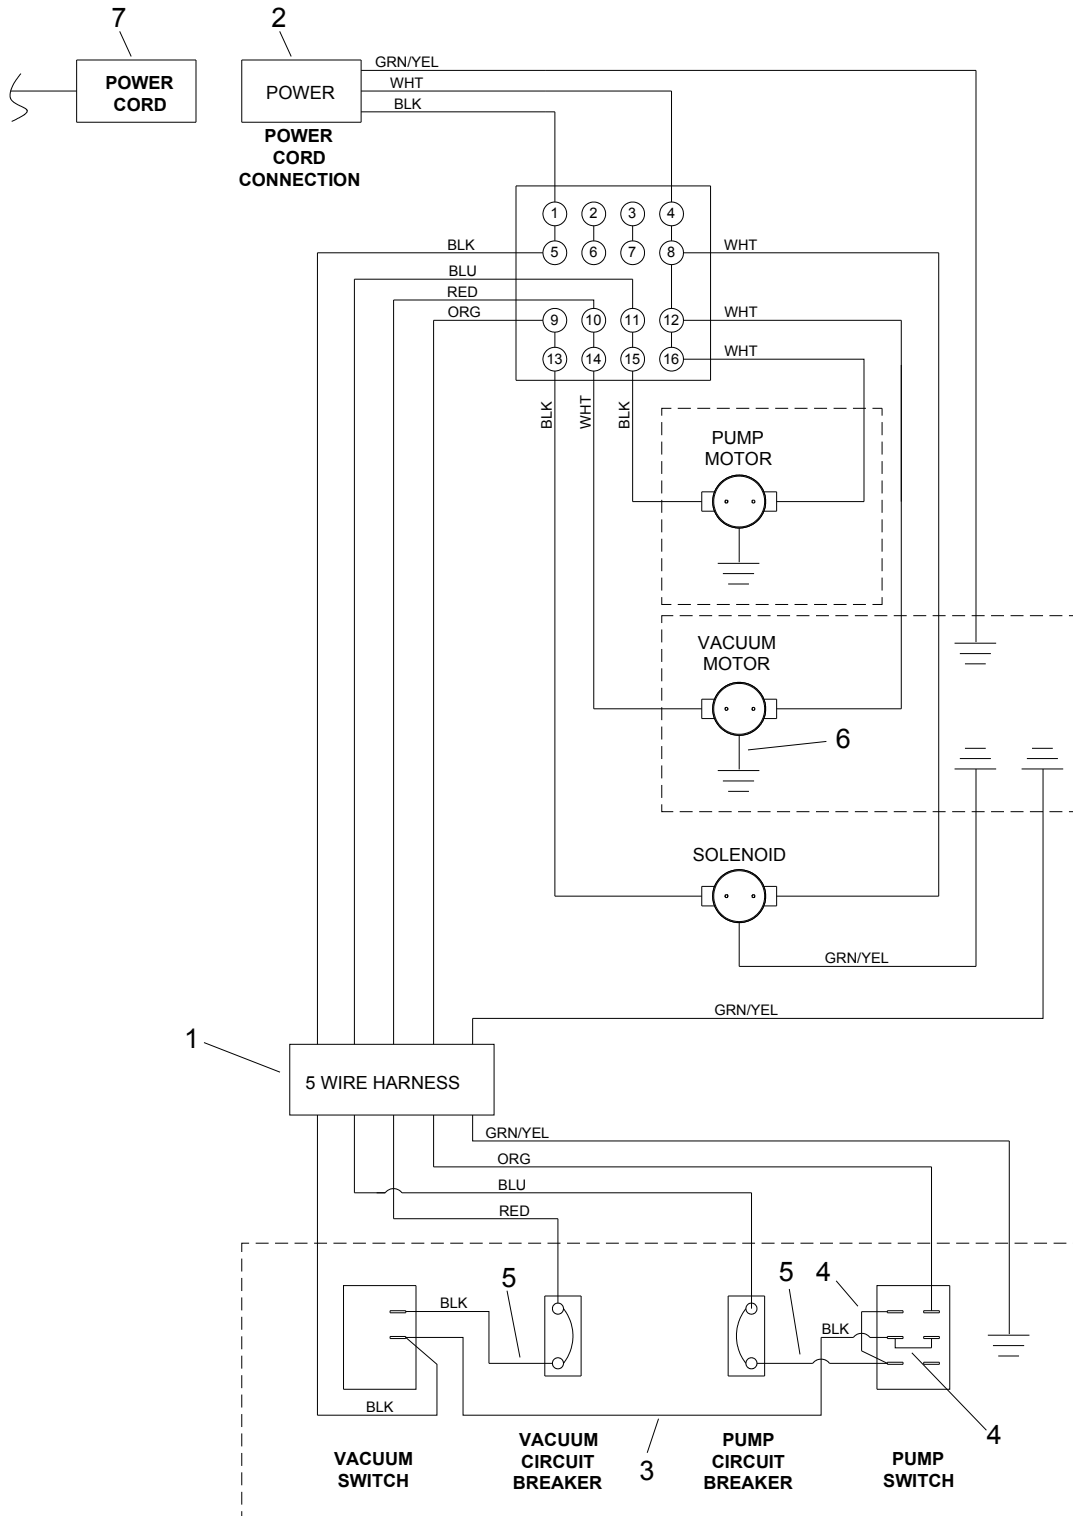 7
2
POWER
CORD
POWER
POWER
CORD
CONNECTION
GRN/YEL
WHT
BLK
1 2 3 4
5 6 7 8
9 10 11 12
13 14 15 16
BLK
BLU
RED
ORG
WHT
WHT
WHT
BLK
WHT
BLK
PUMP
MOTOR
VACUUM
MOTOR
6
SOLENOID
GRN/YEL
GRN/YEL
1
5 WIRE HARNESS
GRN/YEL
ORG
BLU
RED
5
5
4
BLK
BLK
BLK
4
3
VACUUM
SWITCH
VACUUM
CIRCUIT
BREAKER
PUMP
CIRCUIT
BREAKER
PUMP
SWITCH